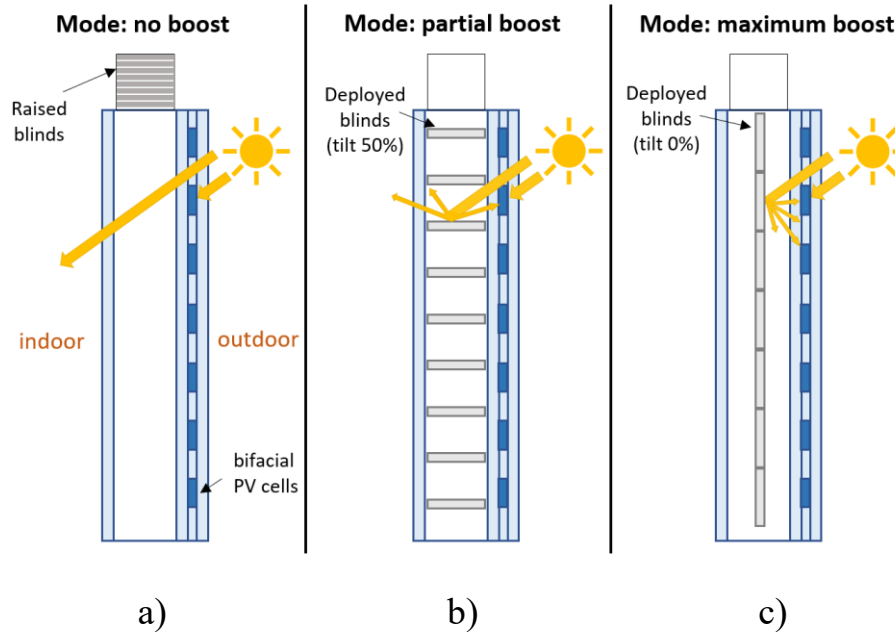 Mode: no boost
Raised
blinds
indoor
outdoor
bifacial
PV cells
a)
Mode: partial boost
Deployed
blinds
(tilt 50%)
b)
Mode: maximum boost
Deployed
blinds
(tilt 0%)
c)